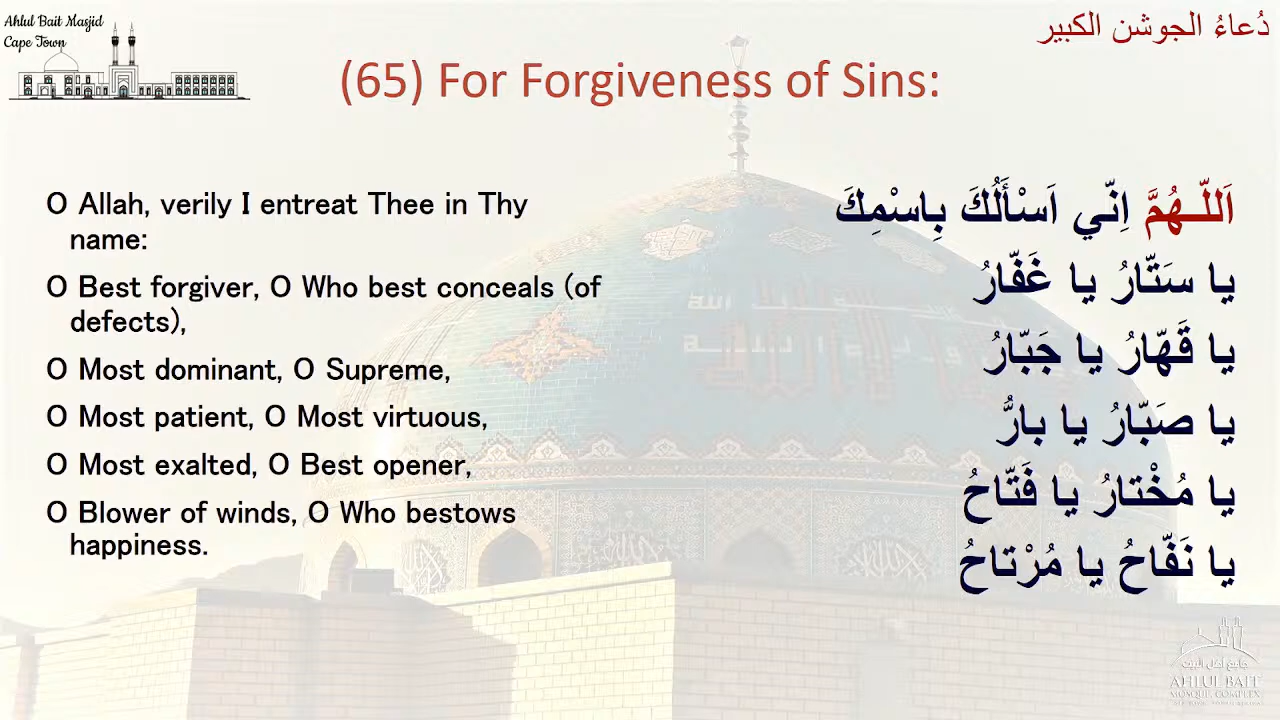 Ahlul Bait Masjid
Cape Town
دُعاءُ الجوشن الكبير
(65) For Forgiveness of Sins:
O Allah, verily I entreat Thee in Thy
name:
O Best forgiver, O Who best conceals (of
defects),
O Most dominant, O Supreme,
O Most patient, O Most virtuous,
O Most exalted, O Best opener,
O Blower of winds, O Who bestows
happiness.
اَللّـهُمَّ اِنّي اَسْأَلُكَ بِاسْمِكَ
يا سَتّارُ يا غَفّارُ
يا قَهّارُ يا جَبّارُ
يا صَبّارُ يا بارُّ
يا مُخْتارُ يا فَتّاحُ
يا نَفّاحُ يا مُرْتاحُ
AHLUL BAIT
MOSQUE COMPLEX